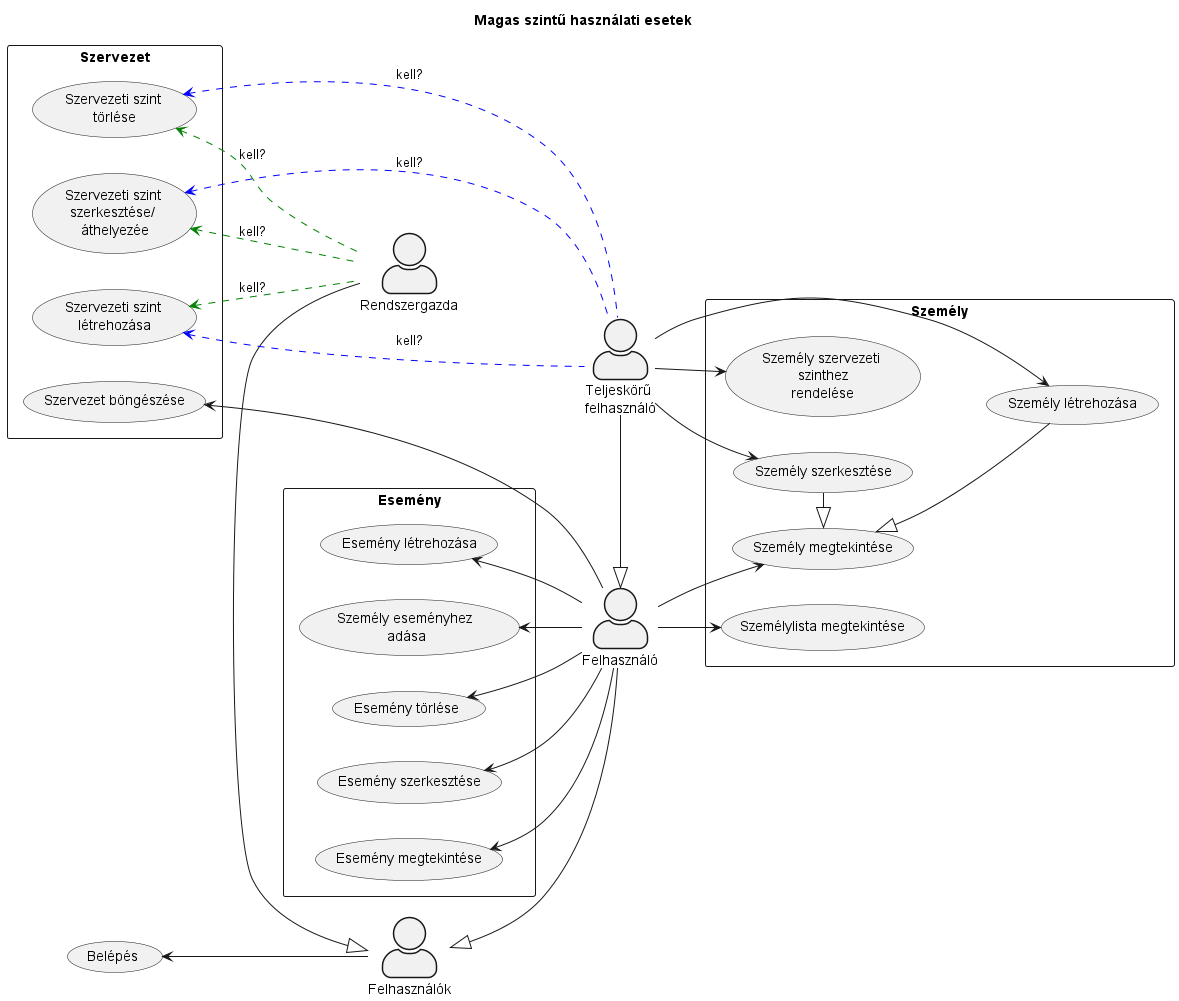 Magas szintű használati esetek
Szervezet
Szervezeti szint
törlése
Szervezeti szint
szerkesztése/
áthelyezée
Szervezeti szint
létrehozása
Szervezet böngészése
kell?
kell?
kell?
kell?
kell?
kell?
Rendszergazda
Teljeskörű
felhasználó
Személy
Személy szervezeti
szinthez
rendelése
Személy létrehozása
Személy szerkesztése
Személy megtekintése
Személylista megtekintése
Esemény
Esemény létrehozása
Személy eseményhez
adása
Esemény törlése
Esemény szerkesztése
Esemény megtekintése
Felhasználó
Belépés
Felhasználók